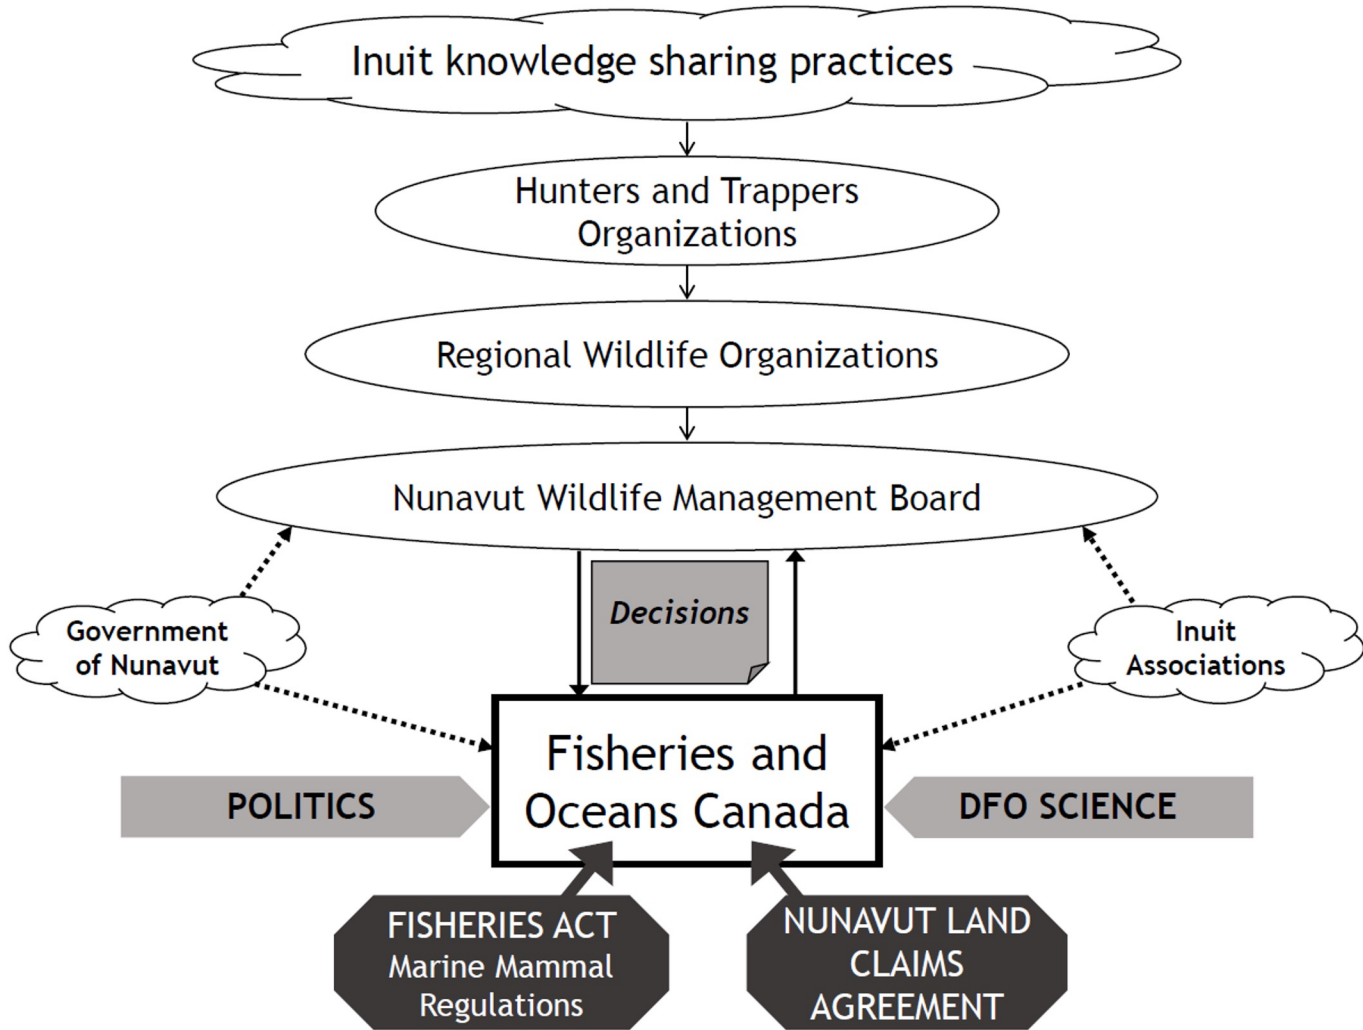 Inuit knowledge sharing practices
Hunters and Trappers
Organizations
Regional Wildlife Organizations
Nunavut Wildlife Management Board
Decisions
Government
of Nunavut
Inuit
Associations
Fisheries and
Oceans Canada
POLITICS
DFO SCIENCE
FISHERIES ACT
Marine Mammal
Regulations
NUNAVUT LAND
CLAIMS
AGREEMENT